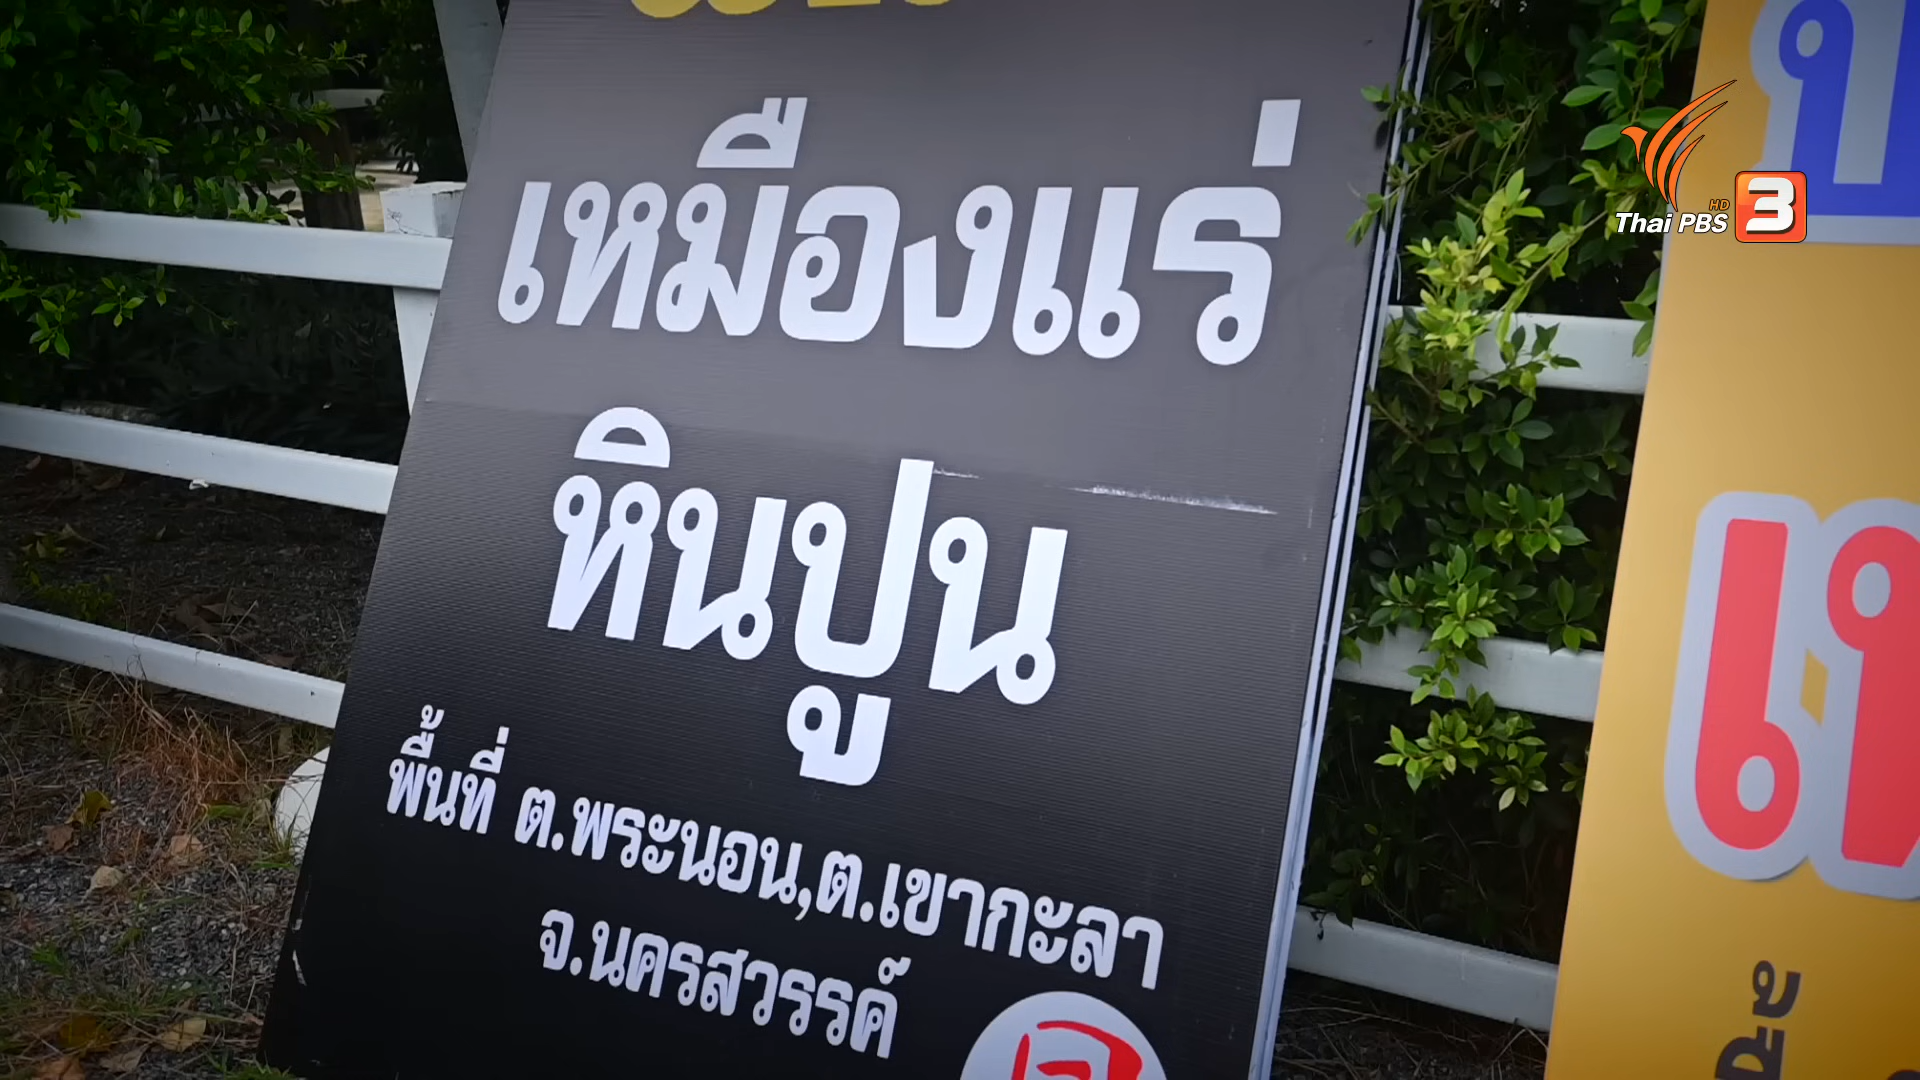 เหมืองแร่
หินปูน
พื้นที่ ต.พระนอน,ต.เขากะลา
จ.นครสวรรค์
Thai PBS HD 3